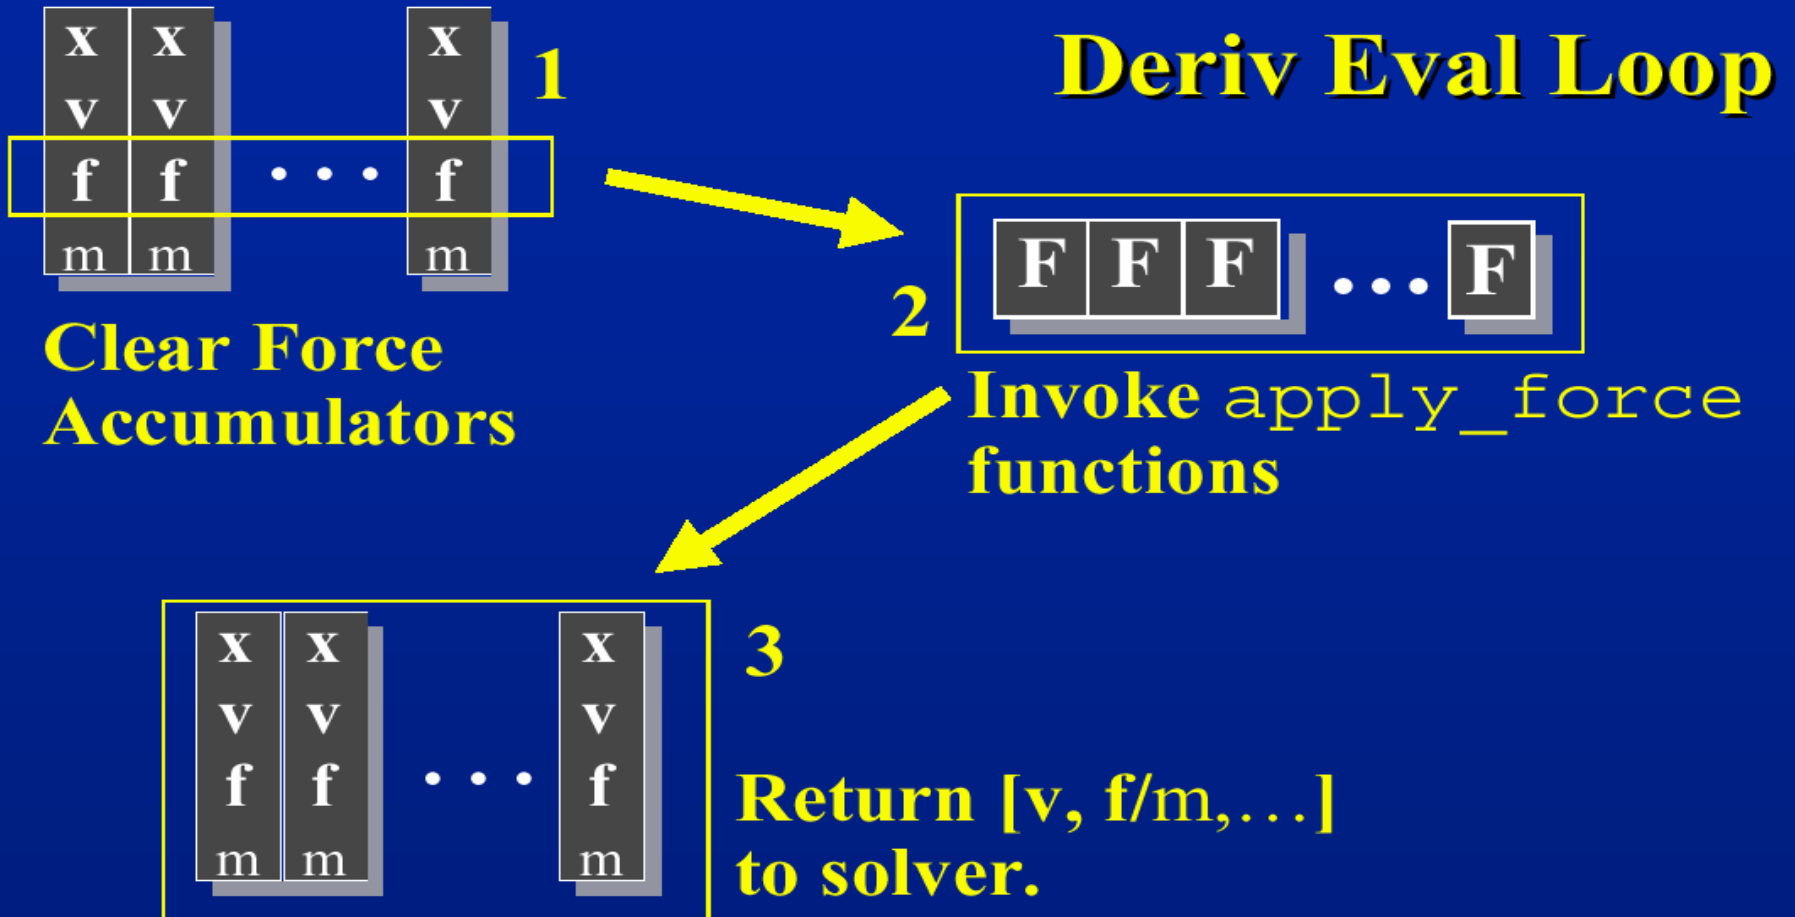 Deriv Eval Loop
x x x
v v v
f f ... f
m m m
1
Clear Force
Accumulators
2
F F F ... F
Invoke apply_force
functions
3
x x x
v v v
f f ... f
m m m
Return [v, f/m,...]
to solver.